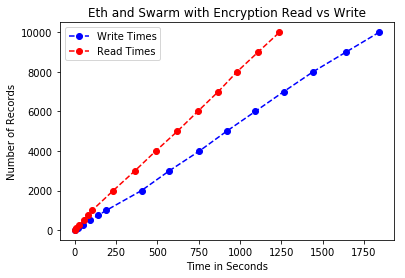 Eth and Swarm with Encryption Read vs Write
Write Times
Read Times
Number of Records
10000
8000
6000
4000
2000
0
0
250
500
750
1000
1250
1500
1750
Time in Seconds